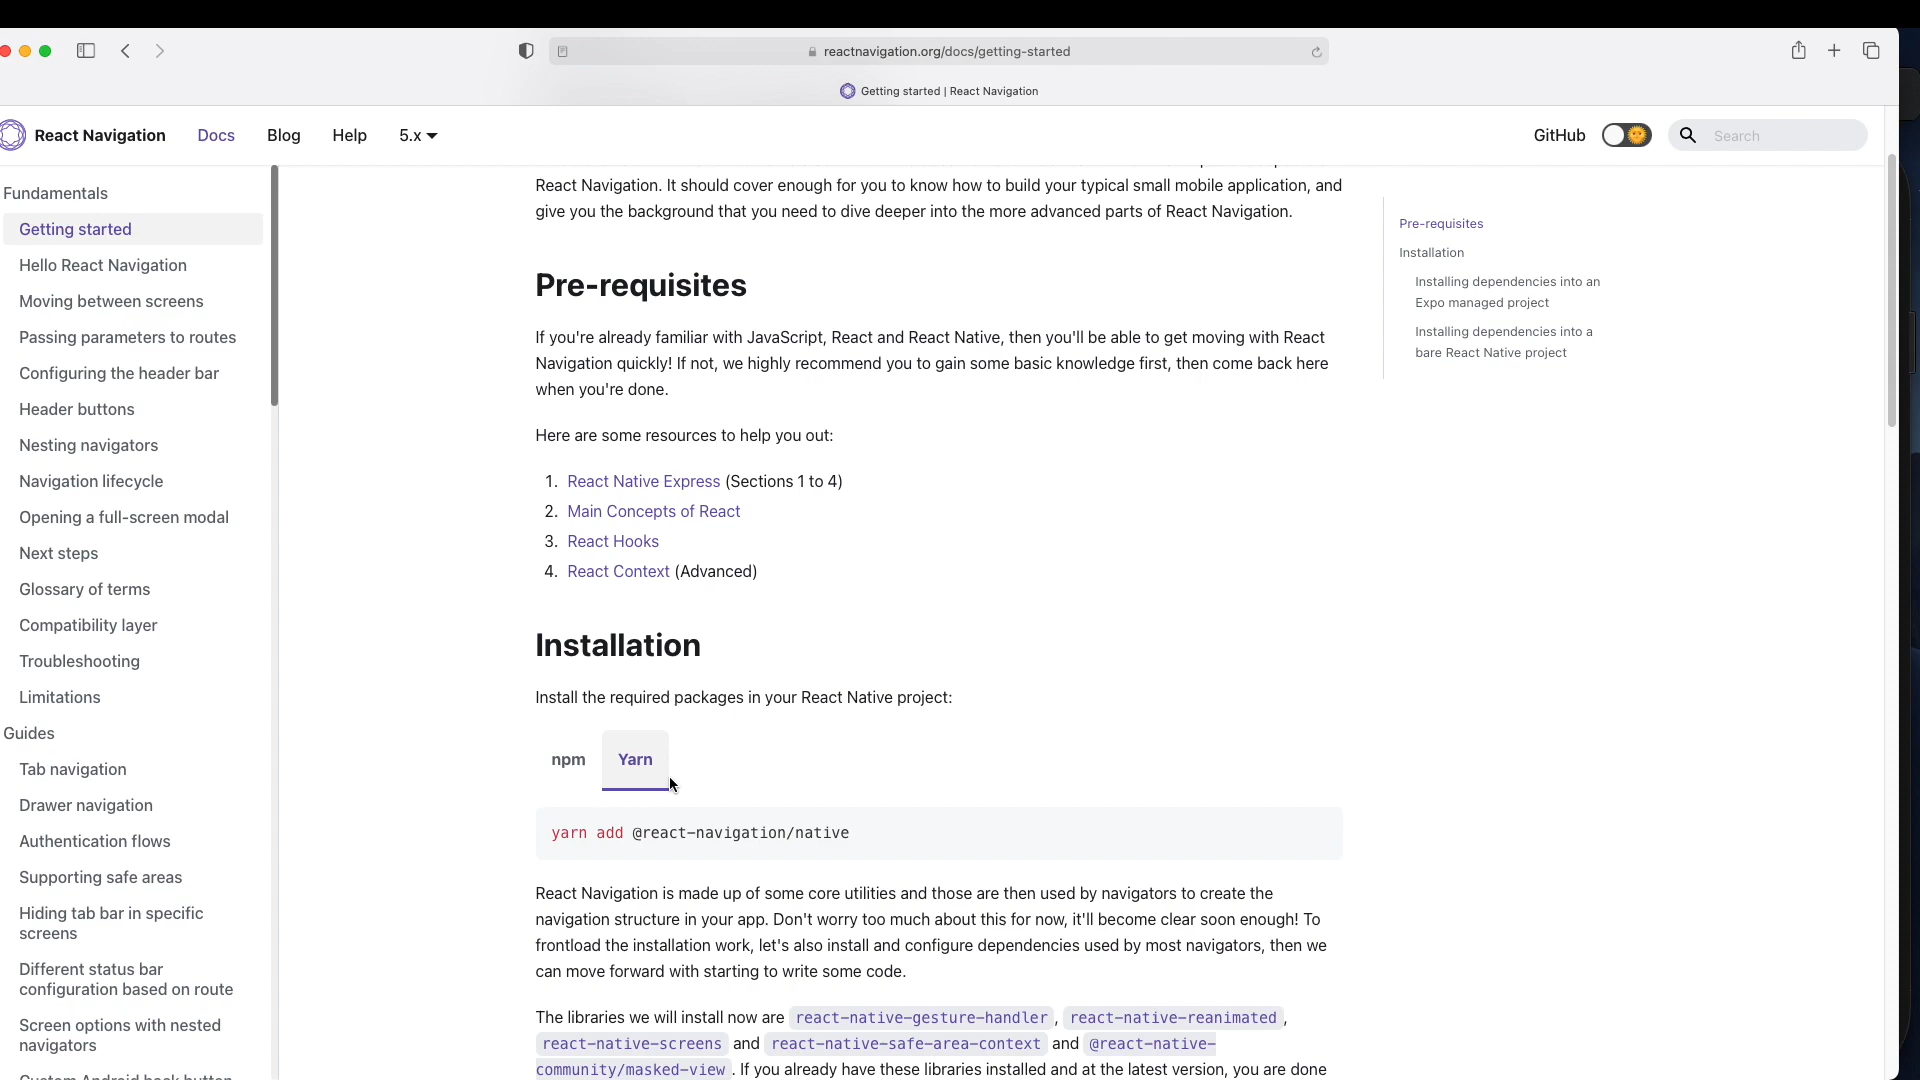 reactnavigation.org/docs/getting-started
Getting started | React Navigation
React Navigation
Docs
Blog
Help
5.x
GitHub
Search
Fundamentals
Getting started
Hello React Navigation
Moving between screens
Passing parameters to routes
Configuring the header bar
Header buttons
Nesting navigators
Navigation lifecycle
Opening a full-screen modal
Next steps
Glossary of terms
Compatibility layer
Troubleshooting
Limitations
Guides
Tab navigation
Drawer navigation
Authentication flows
Supporting safe areas
Hiding tab bar in specific
screens
Different status bar
configuration based on route
Screen options with nested
navigators
Custom Android back button
React Navigation. It should cover enough for you to know how to build your typical small mobile application, and
give you the background that you need to dive deeper into the more advanced parts of React Navigation.
Pre-requisites
If you're already familiar with JavaScript, React and React Native, then you'll be able to get moving with React
Navigation quickly! If not, we highly recommend you to gain some basic knowledge first, then come back here
when you're done.
Here are some resources to help you out:
1. React Native Express (Sections 1 to 4)
2. Main Concepts of React
3. React Hooks
4. React Context (Advanced)
Installation
Install the required packages in your React Native project:
npm
Yarn
yarn add @react-navigation/native
React Navigation is made up of some core utilities and those are then used by navigators to create the
navigation structure in your app. Don't worry too much about this for now, it'll become clear soon enough! To
frontload the installation work, let's also install and configure dependencies used by most navigators, then we
can move forward with starting to write some code.
The libraries we will install now are react-native-gesture-handler, react-native-reanimated,
react-native-screens and react-native-safe-area-context and @react-native-
community/masked-view. If you already have these libraries installed and at the latest version, you are done
Pre-requisites
Installation
Installing dependencies into an
Expo managed project
Installing dependencies into a
bare React Native project